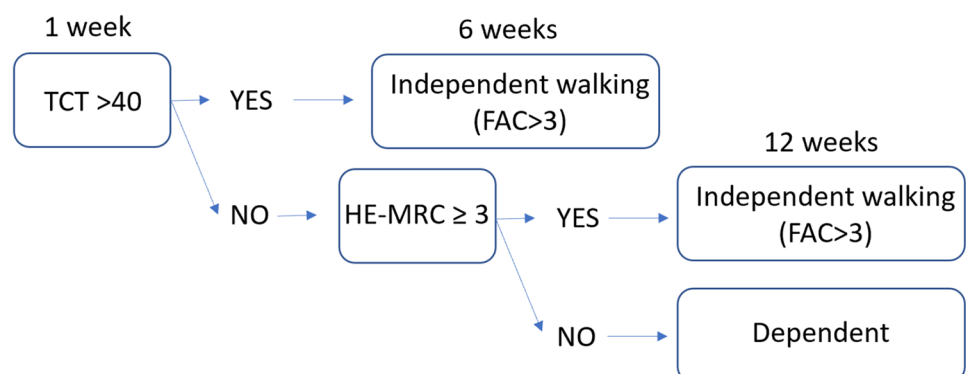 1 week
6 weeks
TCT >40
YES
Independent walking
(FAC>3)
12 weeks
NO
HE-MRC ≥ 3
YES
Independent walking
(FAC>3)
NO
Dependent